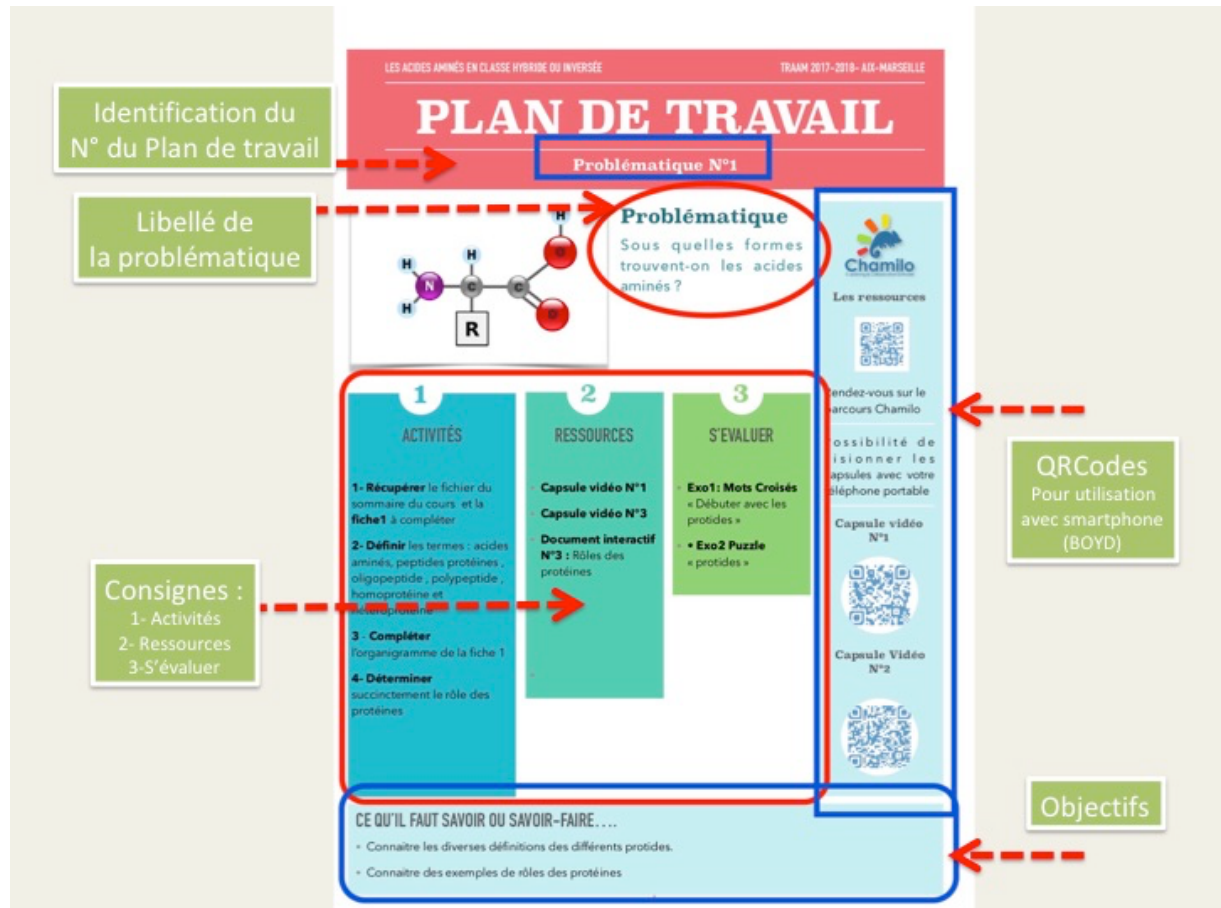 LES ACIDES AMINÉS EN CLASSE HYBRIDE OU INVERSÉE
TRAAM 2017-2018- AIX-MARSEILLE
PLAN DE TRAVAIL
Problématique N°1
Identification du
N° du Plan de travail
Libellé de
la problématique
H
H
H
N
C
C
O
H
O
R
Problématique
Sous quelles formes
trouvent-on les acides
aminés ?
Chamilo
Les ressources
Rendez-vous sur le
parcours Chamilo
Possibilité de
visionner les
capsules avec votre
téléphone portable
Capsule vidéo
N°1
Capsule Vidéo
N°2
1
ACTIVITÉS
1- Récupérer le fichier du
sommaire du cours et la
fiche1 à compléter
2- Définir les termes : acides
aminés, peptides protéines ,
oligopeptide , polypeptide ,
homoprotéine et
hétéroprotéine
3 - Compléter
l'organigramme de la fiche 1
4- Déterminer
succinctement le rôle des
protéines
2
RESSOURCES
• Capsule vidéo N°1
• Capsule vidéo N°3
• Document interactif
N°3 : Rôles des
protéines
3
S'EVALUER
• Exo1: Mots Croisés
« Débuter avec les
protides »
• • Exo2 Puzzle
« protides »
Consignes :
1- Activités
2- Ressources
3-S'évaluer
QRCodes
Pour utilisation
avec smartphone
(BOYD)
Objectifs
CE QU'IL FAUT SAVOIR OU SAVOIR-FAIRE....
• Connaitre les diverses définitions des différents protides.
• Connaitre des exemples de rôles des protéines